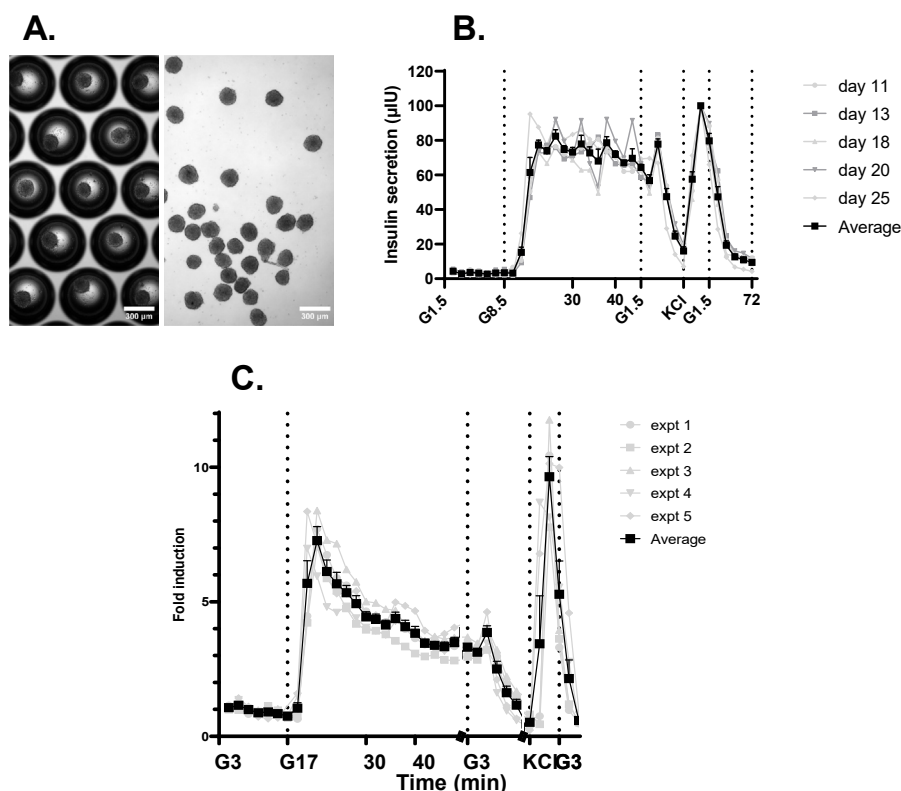 A.
B.
300 µm
300 µm
Insulin secretion (µIU)
120
100
80
60
40
20
0
G1.5
G8.5
30
40
G1.5
KCl
G1.5
72
day 11
day 13
day 18
day 20
day 25
Average
C.
Fold induction
10
5
0
G3
G17
30
40
G3
KCl
G3
Time (min)
expt 1
expt 2
expt 3
expt 4
expt 5
Average